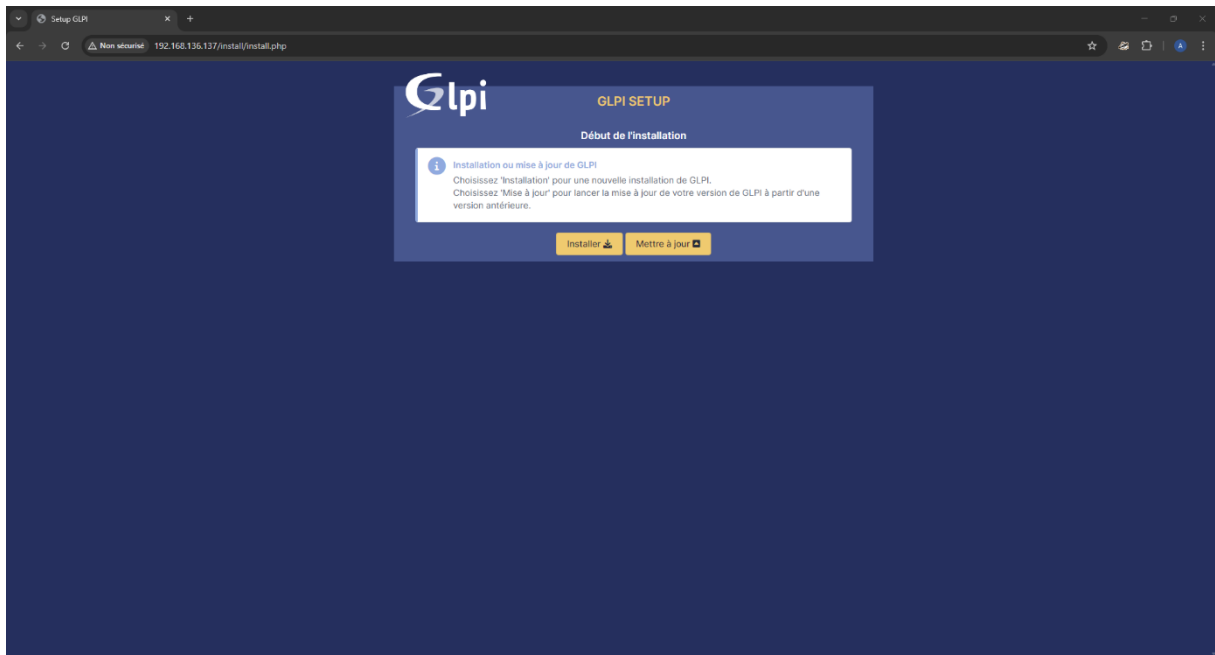 Setup GLPI
Non sécurisé 192.168.136.137/install/install.php
A
Glpi
GLPI SETUP
Début de l'installation
Installation ou mise à jour de GLPI
Choisissez 'Installation' pour une nouvelle installation de GLPI.
Choisissez 'Mise à jour' pour lancer la mise à jour de votre version de GLPI à partir d'une
version antérieure.
Installer Mettre à jour